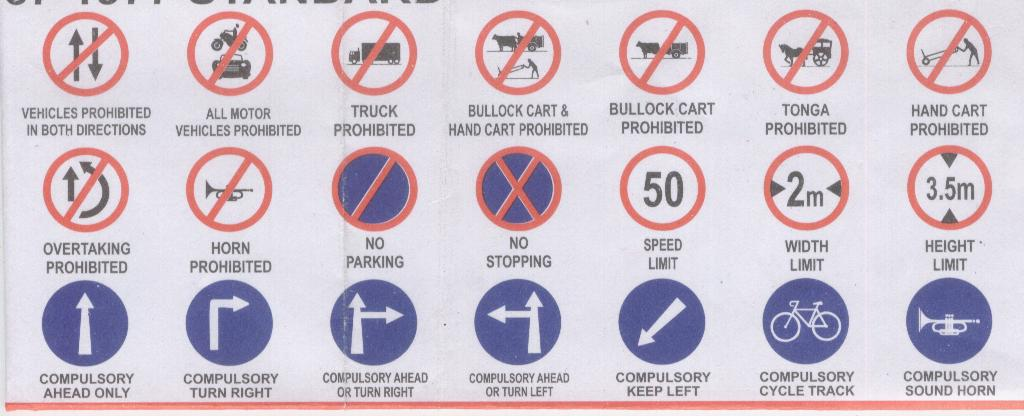 STANDARD
VEHICLES PROHIBITED
IN BOTH DIRECTIONS
ALL MOTOR
VEHICLES PROHIBITED
TRUCK
PROHIBITED
BULLOCK CART &
HAND CART PROHIBITED
BULLOCK CART
PROHIBITED
TONGA
PROHIBITED
HAND CART
PROHIBITED
OVERTAKING
PROHIBITED
HORN
PROHIBITED
NO
PARKING
NO
STOPPING
50
SPEED
LIMIT
2m
WIDTH
LIMIT
3.5m
HEIGHT
LIMIT
COMPULSORY
AHEAD ONLY
COMPULSORY
TURN RIGHT
COMPULSORY AHEAD
OR TURN RIGHT
COMPULSORY AHEAD
OR TURN LEFT
COMPULSORY
KEEP LEFT
COMPULSORY
CYCLE TRACK
COMPULSORY
SOUND HORN